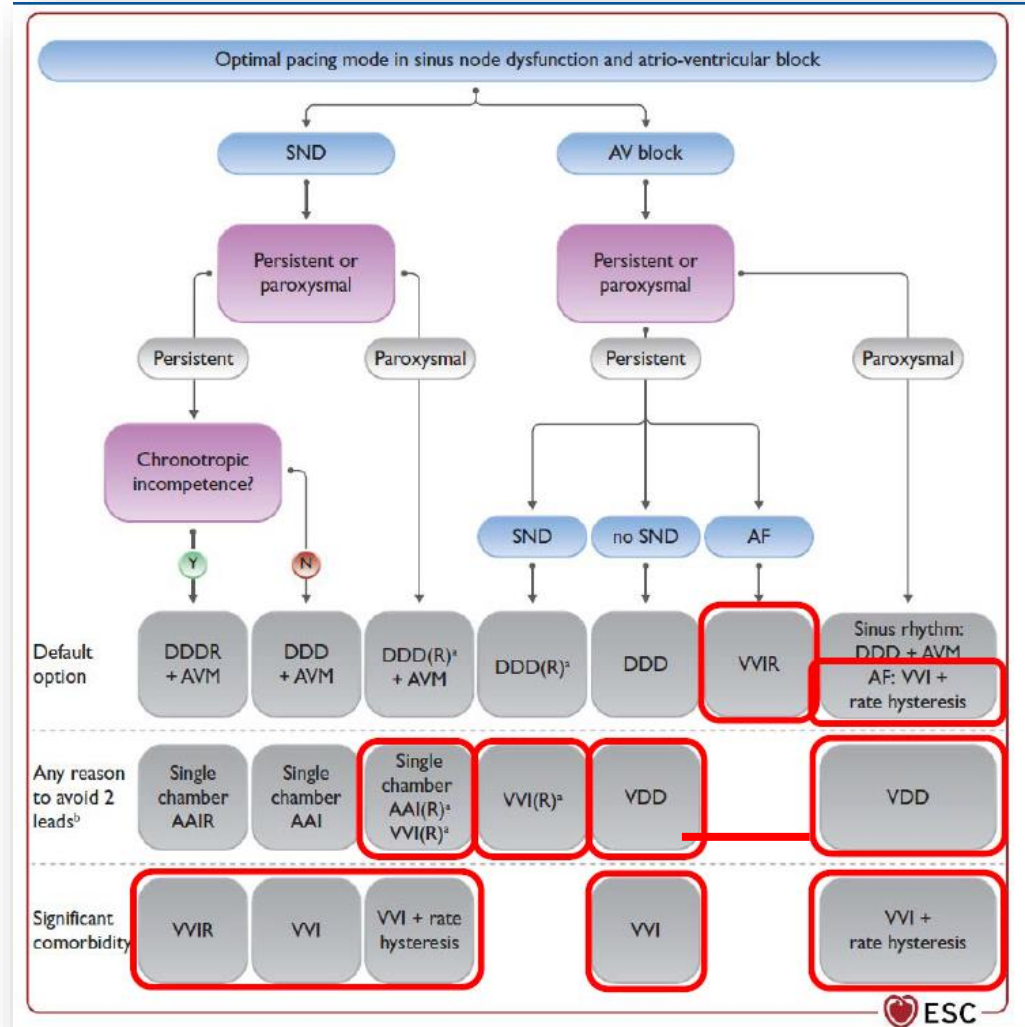 Optimal pacing mode in sinus node dysfunction and atrio-ventricular block
SND
AV block
Persistent or
paroxysmal
Persistent or
paroxysmal
Persistent
Paroxysmal
Persistent
Paroxysmal
Chronotropic
incompetence?
SND
no SND
AF
Y
N
Default
option
DDDR
+ AVM
DDD
+ AVM
DDD(R)ᵃ
+ AVM
DDD(R)ᵃ
DDD
VVIR
Sinus rhythm:
DDD + AVM
AF: VVI +
rate hysteresis
Any reason
to avoid 2
leadsᵇ
Single
chamber
AAIR
Single
chamber
AAI
Single
chamber
AAI(R)ᵃ
VVI(R)ᵃ
VVI(R)ᵃ
VDD
VDD
Significant
comorbidity
VVIR
VVI
VVI + rate
hysteresis
VVI
VVI +
rate hysteresis
ESC